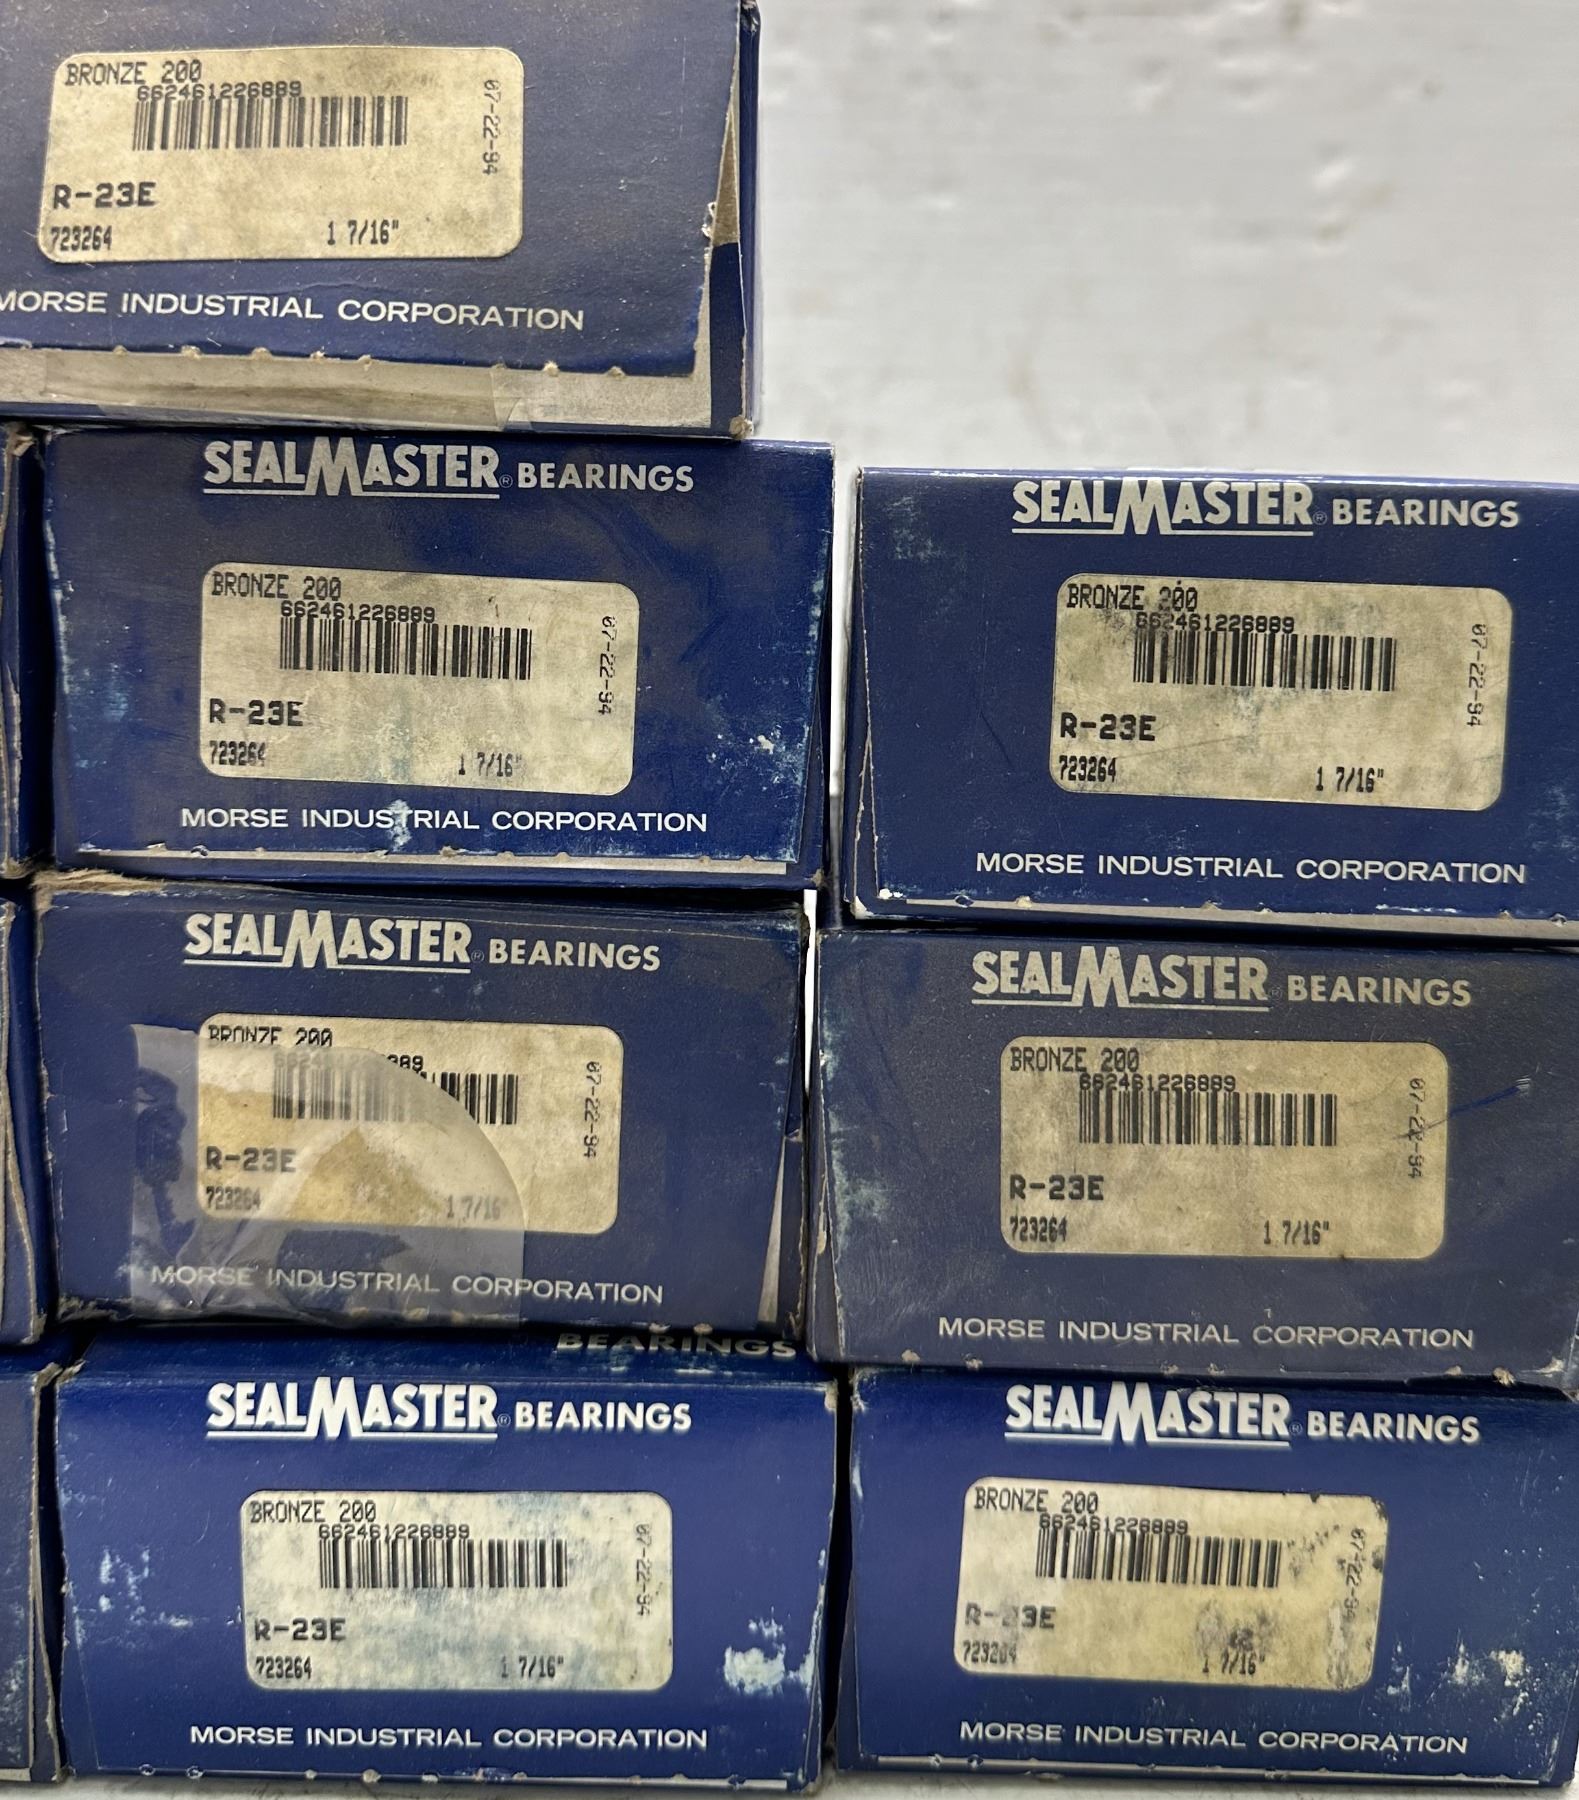 BRONZE 200
662461226889
07-22-94
R-23E
723264 1 7/16"
MORSE INDUSTRIAL CORPORATION
SEALMASTER® BEARINGS
BRONZE 200
662461226889
07-22-94
R-23E
723264 1 7/16"
MORSE INDUSTRIAL CORPORATION
SEALMASTER® BEARINGS
BRONZE 200
662461226889
07-22-94
R-23E
723264 1 7/16"
MORSE INDUSTRIAL CORPORATION
SEALMASTER® BEARINGS
BRONZE 200
662461226889
07-22-94
R-23E
723264 1 7/16"
MORSE INDUSTRIAL CORPORATION
SEALMASTER® BEARINGS
BRONZE 200
662461226889
07-22-94
R-23E
723264 1 7/16"
MORSE INDUSTRIAL CORPORATION
BEARINGS
SEALMASTER® BEARINGS
BRONZE 200
662461226889
07-22-94
R-23E
723264 1 7/16"
MORSE INDUSTRIAL CORPORATION
SEALMASTER® BEARINGS
BRONZE 200
662461226889
07-22-94
R-23E
723264 1 7/16"
MORSE INDUSTRIAL CORPORATION